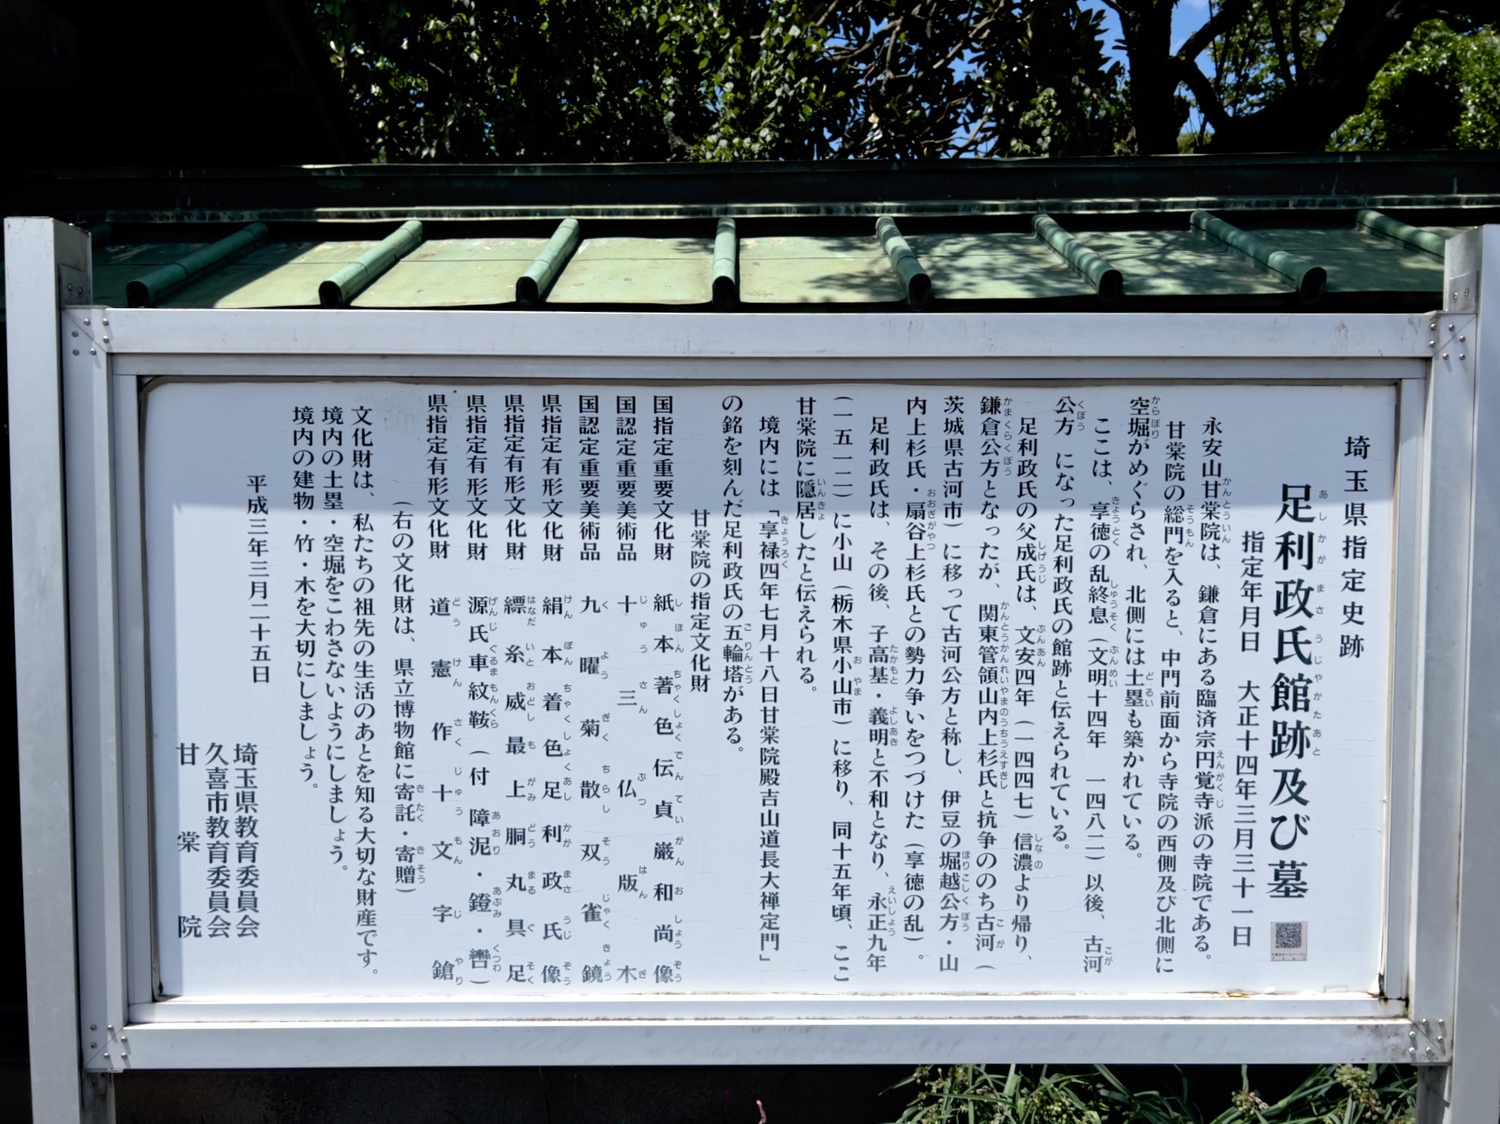 埼玉県指定史跡
足利政氏館跡及び墓
指定年月日　大正十四年三月三十一日
永安山甘棠院は、鎌倉にある臨済宗円覚寺派の寺院である。
甘棠院の総門を入ると、中門前面から寺院の西側及び北側に
空堀がめぐらされ、北側には土塁も築かれている。
ここは、享徳の乱終息（文明十四年　一四八二）以後、古河
公方になった足利政氏の館跡と伝えられている。
足利政氏の父成氏は、文安四年（一四四七）信濃より帰り、
鎌倉公方となったが、関東管領山内上杉氏と抗争ののち古河（
茨城県古河市）に移って古河公方と称し、伊豆の堀越公方・山
内上杉氏・扇谷上杉氏との勢力争いをつづけた（享徳の乱）。
足利政氏は、その後、子高基・義明と不和となり、永正九年
（一五一二）に小山（栃木県小山市）に移り、同十五年頃、ここ
甘棠院に隠居したと伝えられる。
境内には「享禄四年七月十八日甘棠院殿吉山道長大禅定門」
の銘を刻んだ足利政氏の五輪塔がある。
甘棠院の指定文化財
国指定重要文化財　紙本著色伝貞巌和尚像
国認定重要美術品　十三仏版木
国認定重要美術品　九曜菊散双雀鏡
県指定有形文化財　絹本着色足利政氏像
県指定有形文化財　縹糸威最上胴丸具足
県指定有形文化財　源氏車紋鞍（付　障泥・鐙・轡）
県指定有形文化財　道憲作十文字鎗
（右の文化財は、県立博物館に寄託・寄贈）
文化財は、私たちの祖先の生活のあとを知る大切な財産です。
境内の土塁・空堀をこわさないようにしましょう。
境内の建物・竹・木を大切にしましょう。
平成三年三月二十五日
埼玉県教育委員会
久喜市教育委員会
甘棠院